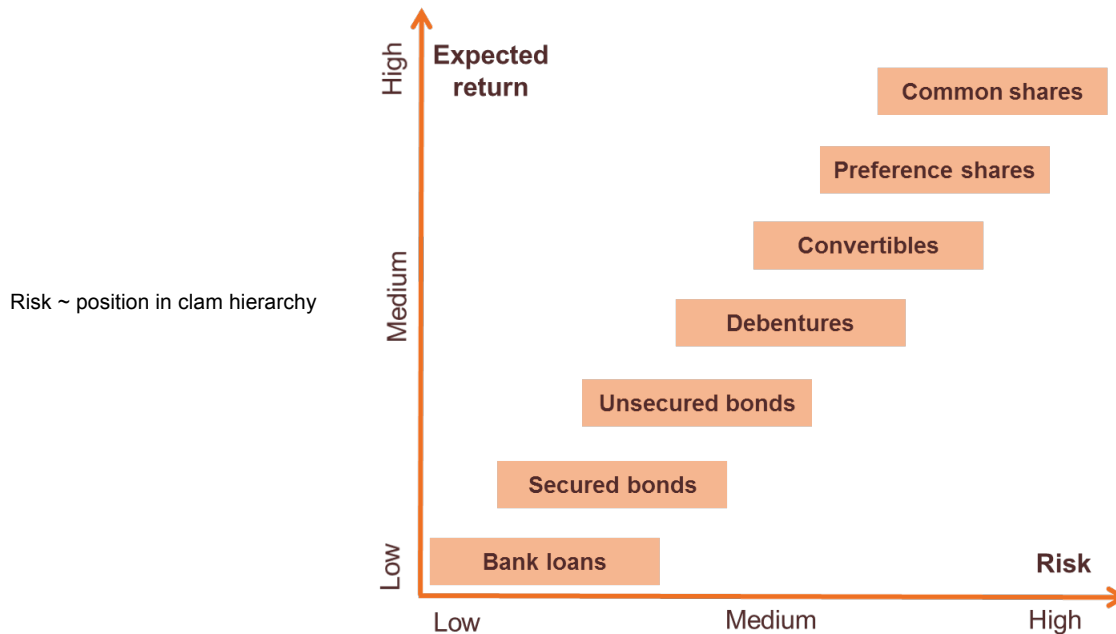 High
Expected
return
Common shares
Preference shares
Convertibles
Medium
Risk ~ position in clam hierarchy
Debentures
Unsecured bonds
Secured bonds
Low
Bank loans
Risk
Low
Medium
High